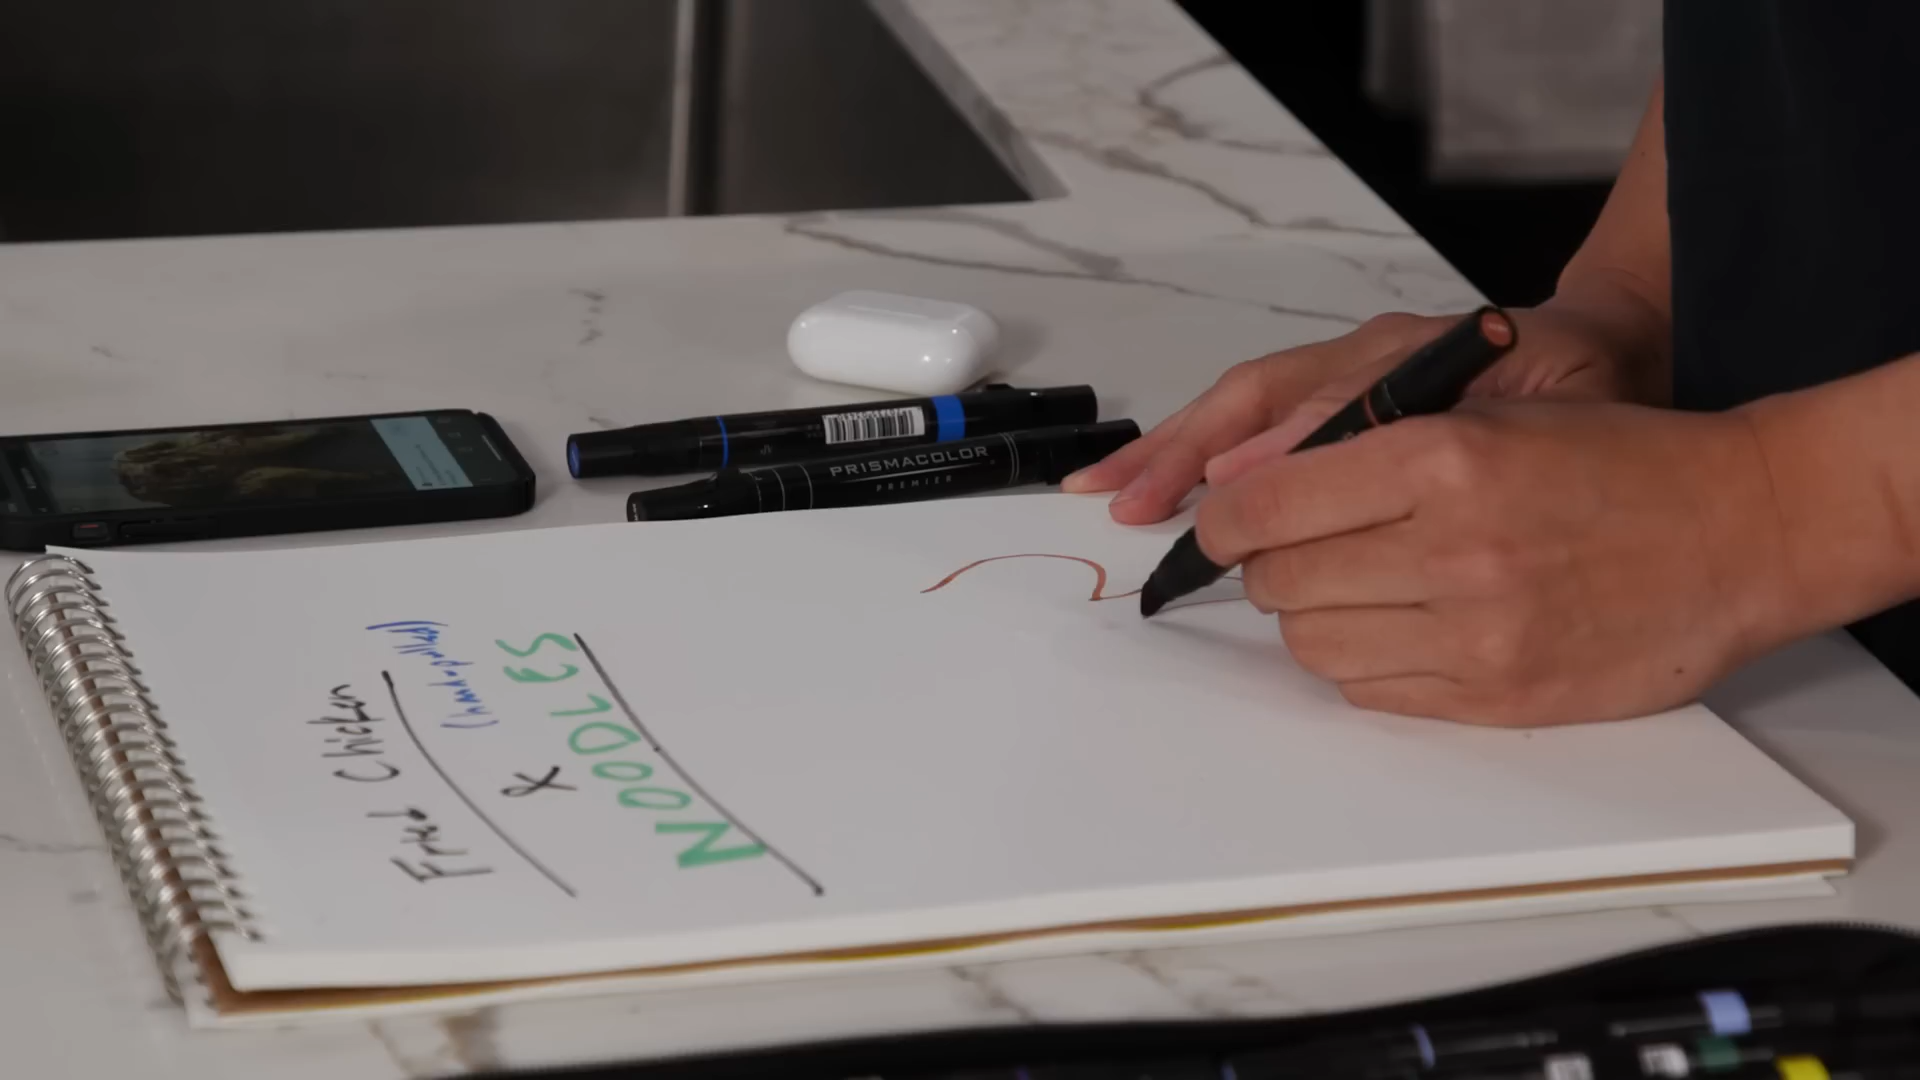 Fried Chicken
(handpulled)
&
NOODLES
PRISMACOLOR
PREMIER